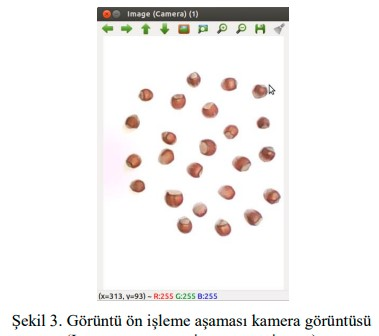 Image (Camera) (1)
(x=313, y=93) ~ R:255 G:255 B:255
Şekil 3. Görüntü ön işleme aşaması kamera görüntüsü